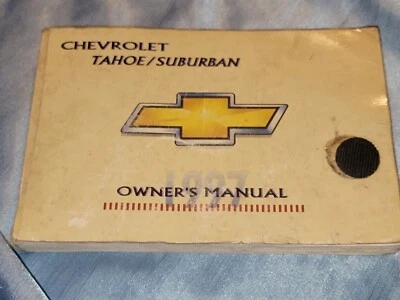 CHEVROLET
TAHOE/SUBURBAN
1997
OWNER'S MANUAL